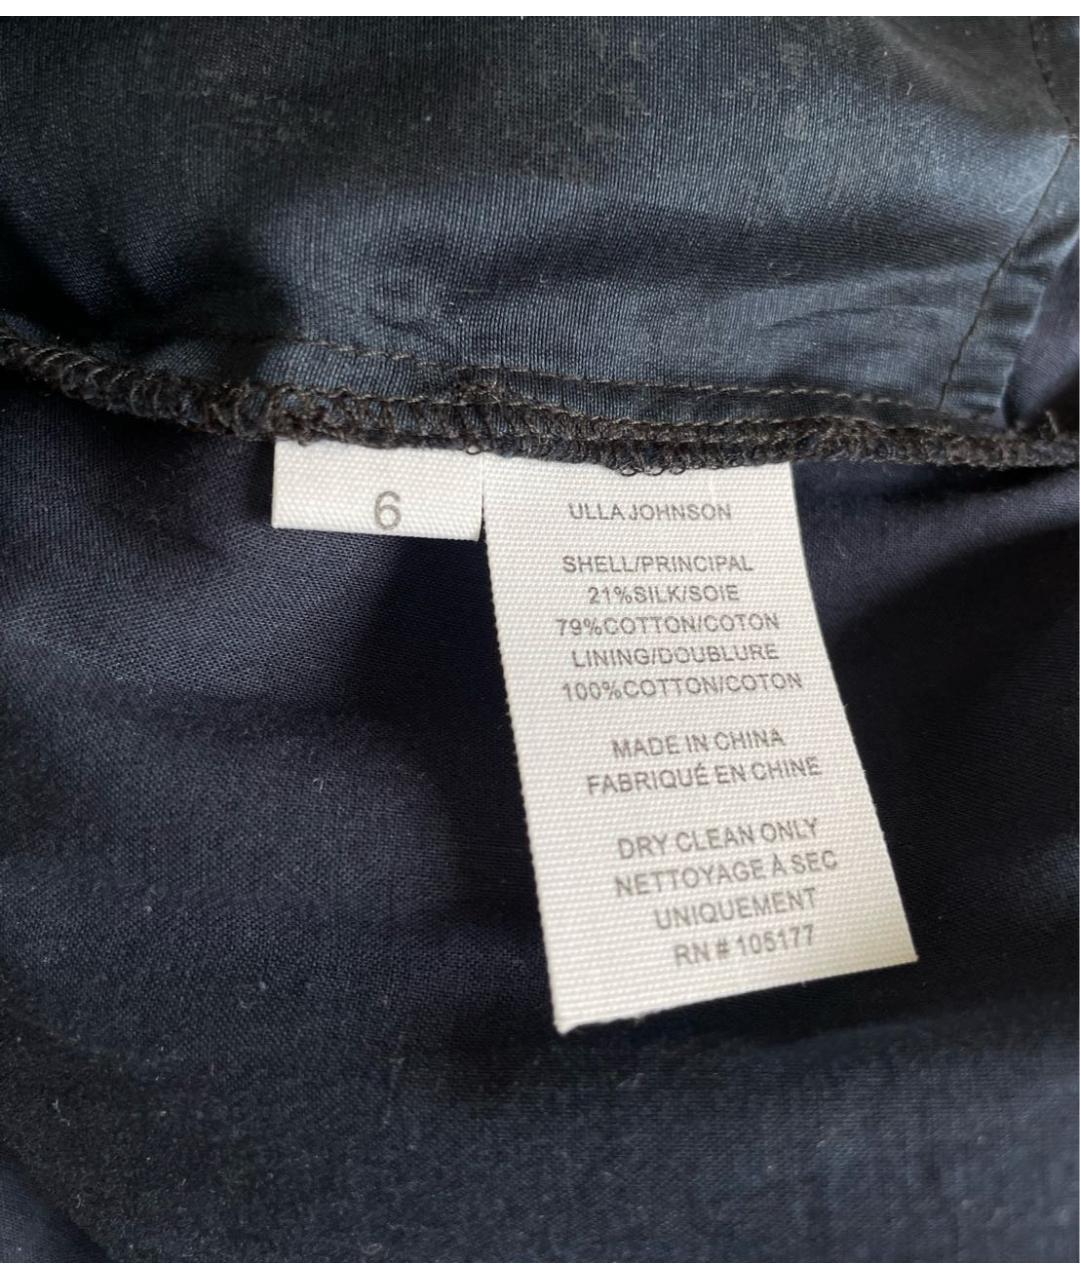 6
ULLA JOHNSON
SHELL/PRINCIPAL
21%SILK/SOIE
79%COTTON/COTON
LINING/DOUBLURE
100%COTTON/COTON
MADE IN CHINA
FABRIQUÉ EN CHINE
DRY CLEAN ONLY
NETTOYAGE À SEC
UNIQUEMENT
RN # 105177